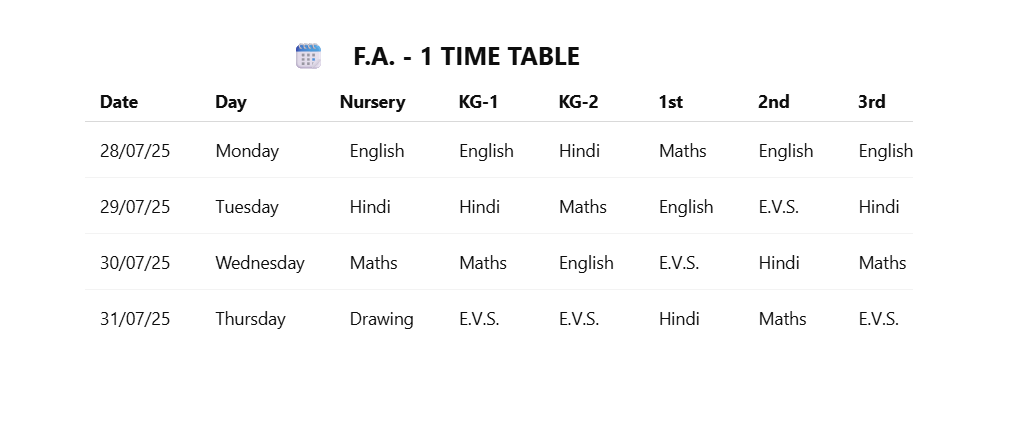 F.A. - 1 TIME TABLE
Date Day Nursery KG-1 KG-2 1st 2nd 3rd
28/07/25 Monday English English Hindi Maths English English
29/07/25 Tuesday Hindi Hindi Maths English E.V.S. Hindi
30/07/25 Wednesday Maths Maths English E.V.S. Hindi Maths
31/07/25 Thursday Drawing E.V.S. E.V.S. Hindi Maths E.V.S.